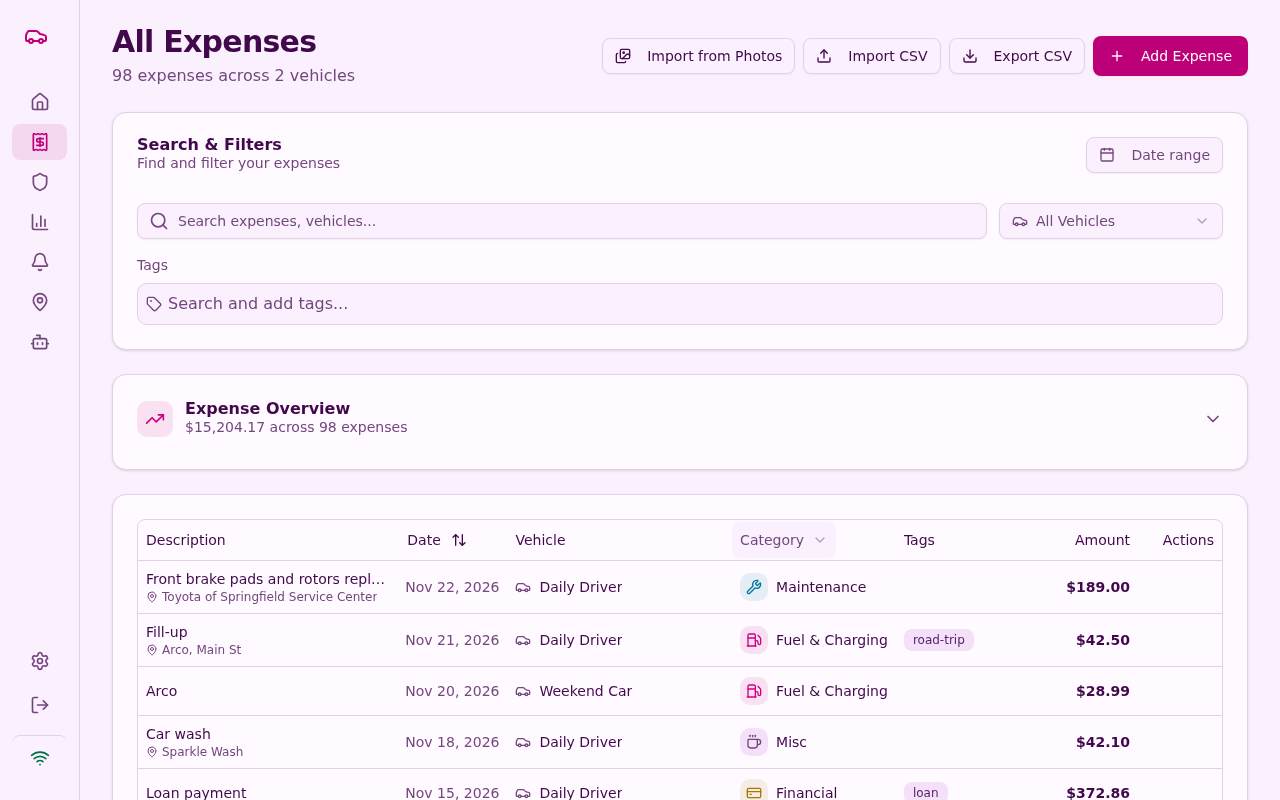 All Expenses
98 expenses across 2 vehicles
Import from Photos
Import CSV
Export CSV
Add Expense
Search & Filters
Find and filter your expenses
Date range
Search expenses, vehicles...
All Vehicles
Tags
Search and add tags...
Expense Overview
$15,204.17 across 98 expenses
Description Date Vehicle Category Tags Amount Actions
Front brake pads and rotors repl... Nov 22, 2026 Daily Driver Maintenance $189.00
Toyota of Springfield Service Center
Fill-up Nov 21, 2026 Daily Driver Fuel & Charging road-trip $42.50
Arco, Main St
Arco Nov 20, 2026 Weekend Car Fuel & Charging $28.99
Car wash Nov 18, 2026 Daily Driver Misc $42.10
Sparkle Wash
Loan payment Nov 15, 2026 Daily Driver Financial loan $372.86